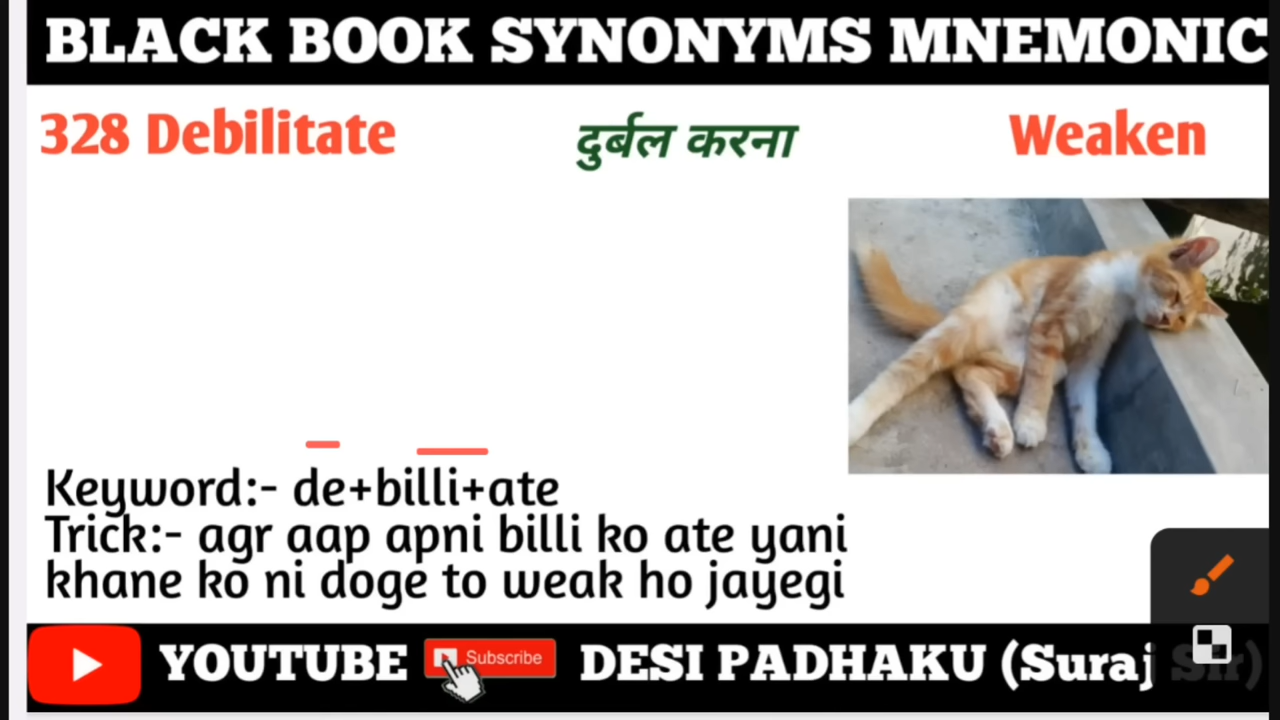 BLACK BOOK SYNONYMS MNEMONIC
328 Debilitate दुर्बल करना Weaken
Keyword:- de+billi+ate
Trick:- agr aap apni billi ko ate yani
khane ko ni doge to weak ho jayegi
YOUTUBE Subscribe DESI PADHAKU (Suraj Sir)